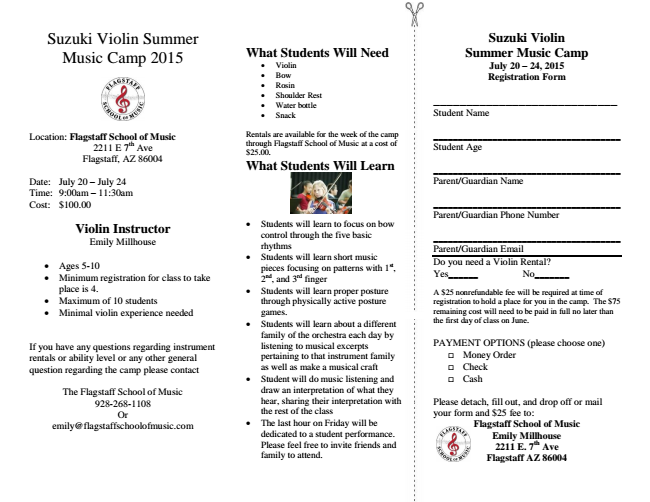 Suzuki Violin Summer
Music Camp 2015
FLAGSTAFF
SCHOOL OF MUSIC
Location: Flagstaff School of Music
2211 E 7th Ave
Flagstaff, AZ 86004
Date: July 20 – July 24
Time: 9:00am – 11:30am
Cost: $100.00
Violin Instructor
Emily Millhouse
• Ages 5-10
• Minimum registration for class to take
place is 4.
• Maximum of 10 students
• Minimal violin experience needed
If you have any questions regarding instrument
rentals or ability level or any other general
question regarding the camp please contact
The Flagstaff School of Music
928-268-1108
Or
emily@flagstaffschoolofmusic.com
What Students Will Need
• Violin
• Bow
• Rosin
• Shoulder Rest
• Water bottle
• Snack
Rentals are available for the week of the camp
through Flagstaff School of Music at a cost of
$25.00.
What Students Will Learn
• Students will learn to focus on bow
control through the five basic
rhythms
• Students will learn short music
pieces focusing on patterns with 1st,
2nd, and 3rd finger
• Students will learn proper posture
through physically active posture
games.
• Students will learn about a different
family of the orchestra each day by
listening to musical excerpts
pertaining to that instrument family
as well as make a musical craft
• Student will do music listening and
draw an interpretation of what they
hear, sharing their interpretation with
the rest of the class
• The last hour on Friday will be
dedicated to a student performance.
Please feel free to invite friends and
family to attend.
Suzuki Violin
Summer Music Camp
July 20 – 24, 2015
Registration Form
Student Name
Student Age
Parent/Guardian Name
Parent/Guardian Phone Number
Parent/Guardian Email
Do you need a Violin Rental?
Yes______ No_______
A $25 nonrefundable fee will be required at time of
registration to hold a place for you in the camp. The $75
remaining cost will need to be paid in full no later than
the first day of class on June.
PAYMENT OPTIONS (please choose one)
□ Money Order
□ Check
□ Cash
Please detach, fill out, and drop off or mail
your form and $25 fee to:
Flagstaff School of Music
Emily Millhouse
2211 E. 7th Ave
Flagstaff AZ 86004
FLAGSTAFF
SCHOOL OF MUSIC